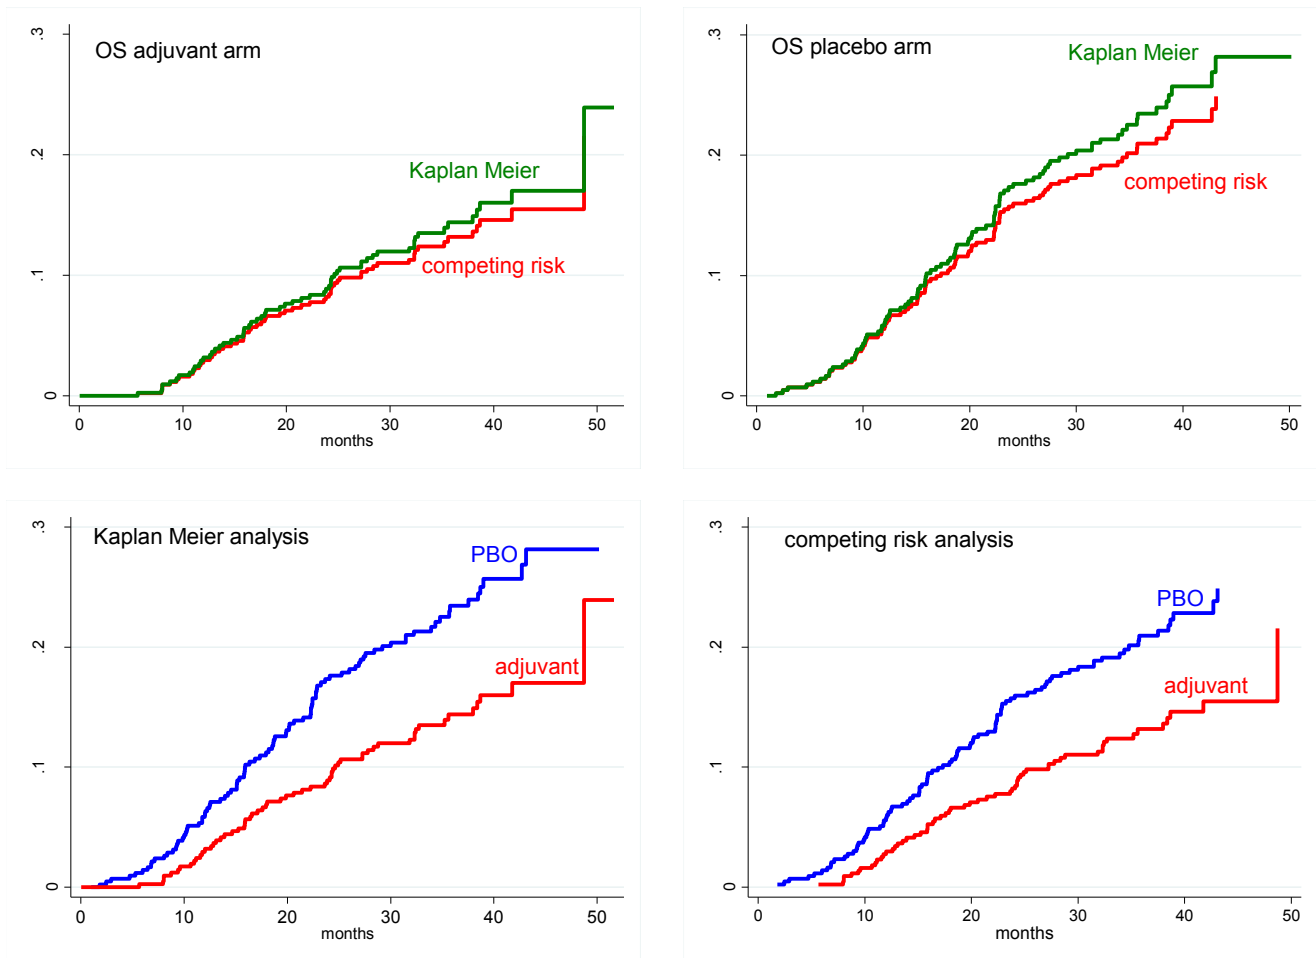 OS adjuvant arm
Kaplan Meier
competing risk
.3
.2
.1
0
0 10 20 30 40 50
months
OS placebo arm
Kaplan Meier
competing risk
.3
.2
.1
0
0 10 20 30 40 50
months
Kaplan Meier analysis
PBO
adjuvant
.3
.2
.1
0
0 10 20 30 40 50
months
competing risk analysis
PBO
adjuvant
.3
.2
.1
0
0 10 20 30 40 50
months